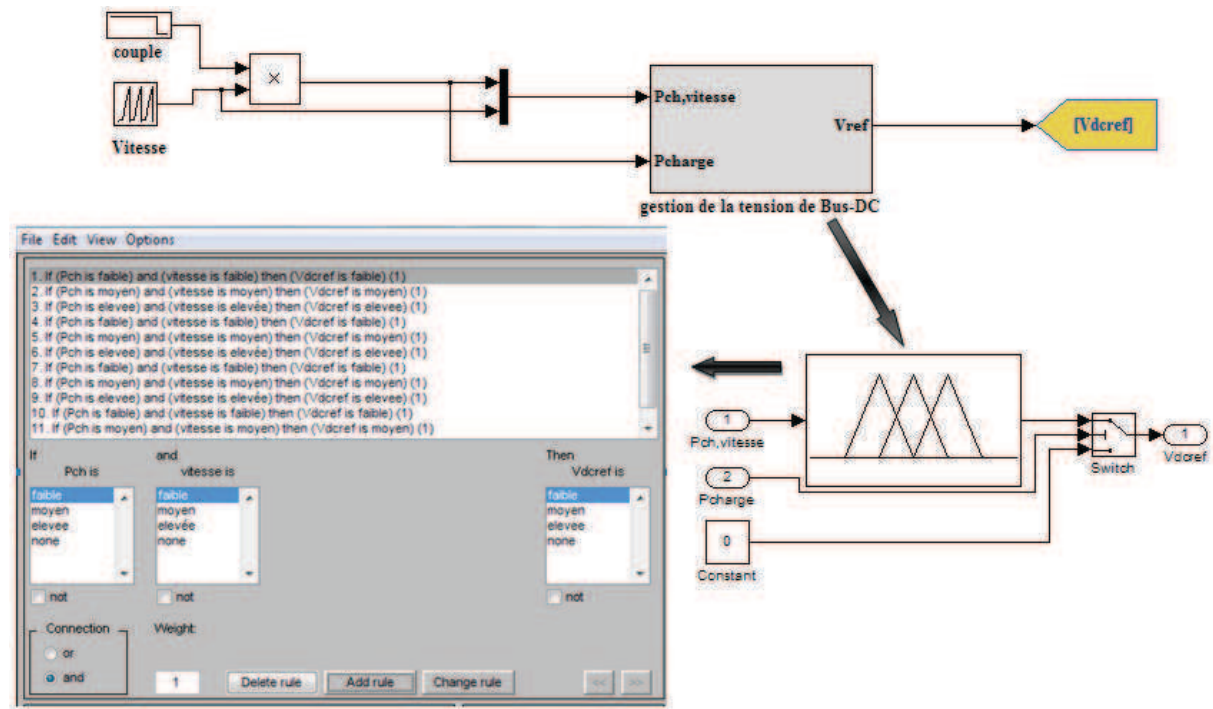 couple
×
Vitesse
Pch,vitesse
Vref
Pcharge
[Vdcref]
gestion de la tension de Bus-DC
File Edit View Options
1. If (Pch is faible) and (vitesse is faible) then (Vdcref is faible) (1)
2. If (Pch is moyen) and (vitesse is moyen) then (Vdcref is moyen) (1)
3. If (Pch is elevee) and (vitesse is elevée) then (Vdcref is elevee) (1)
4. If (Pch is faible) and (vitesse is faible) then (Vdcref is faible) (1)
5. If (Pch is moyen) and (vitesse is moyen) then (Vdcref is moyen) (1)
6. If (Pch is elevee) and (vitesse is elevée) then (Vdcref is elevee) (1)
7. If (Pch is faible) and (vitesse is faible) then (Vdcref is faible) (1)
8. If (Pch is moyen) and (vitesse is moyen) then (Vdcref is moyen) (1)
9. If (Pch is elevee) and (vitesse is elevée) then (Vdcref is elevee) (1)
10. If (Pch is faible) and (vitesse is faible) then (Vdcref is faible) (1)
11. If (Pch is moyen) and (vitesse is moyen) then (Vdcref is moyen) (1)
If and Then
Pch is vitesse is Vdcref is
faible faible faible
moyen moyen moyen
elevee elevée elevee
none none none
not not not
Connection Weight:
or
and 1 Delete rule Add rule Change rule << >>
1
Pch,vitesse
2
Pcharge
0
Constant
Switch
1
Vdcref